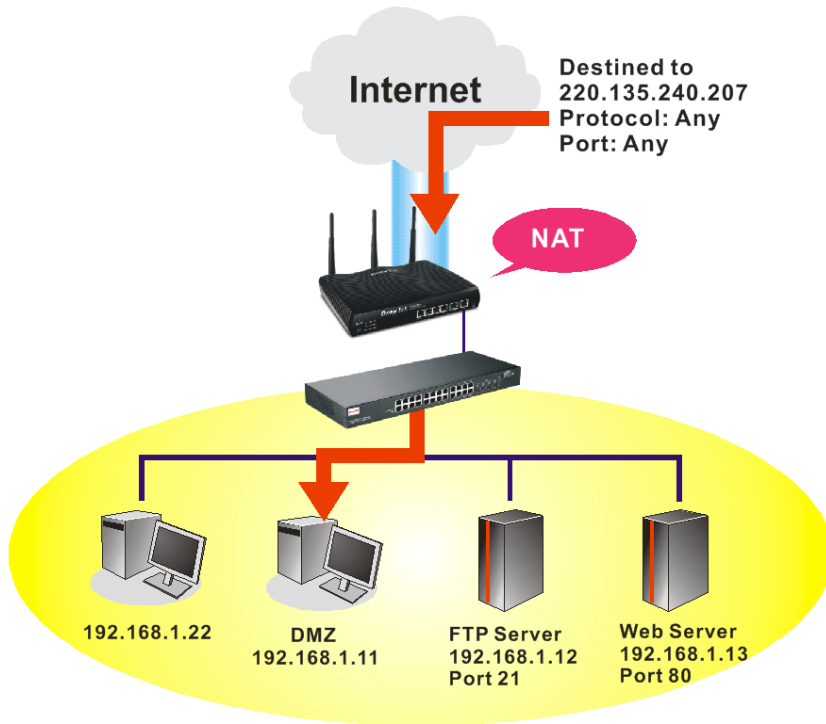 Internet
Destined to
220.135.240.207
Protocol: Any
Port: Any
NAT
DrayTek
192.168.1.22
DMZ
192.168.1.11
FTP Server
192.168.1.12
Port 21
Web Server
192.168.1.13
Port 80